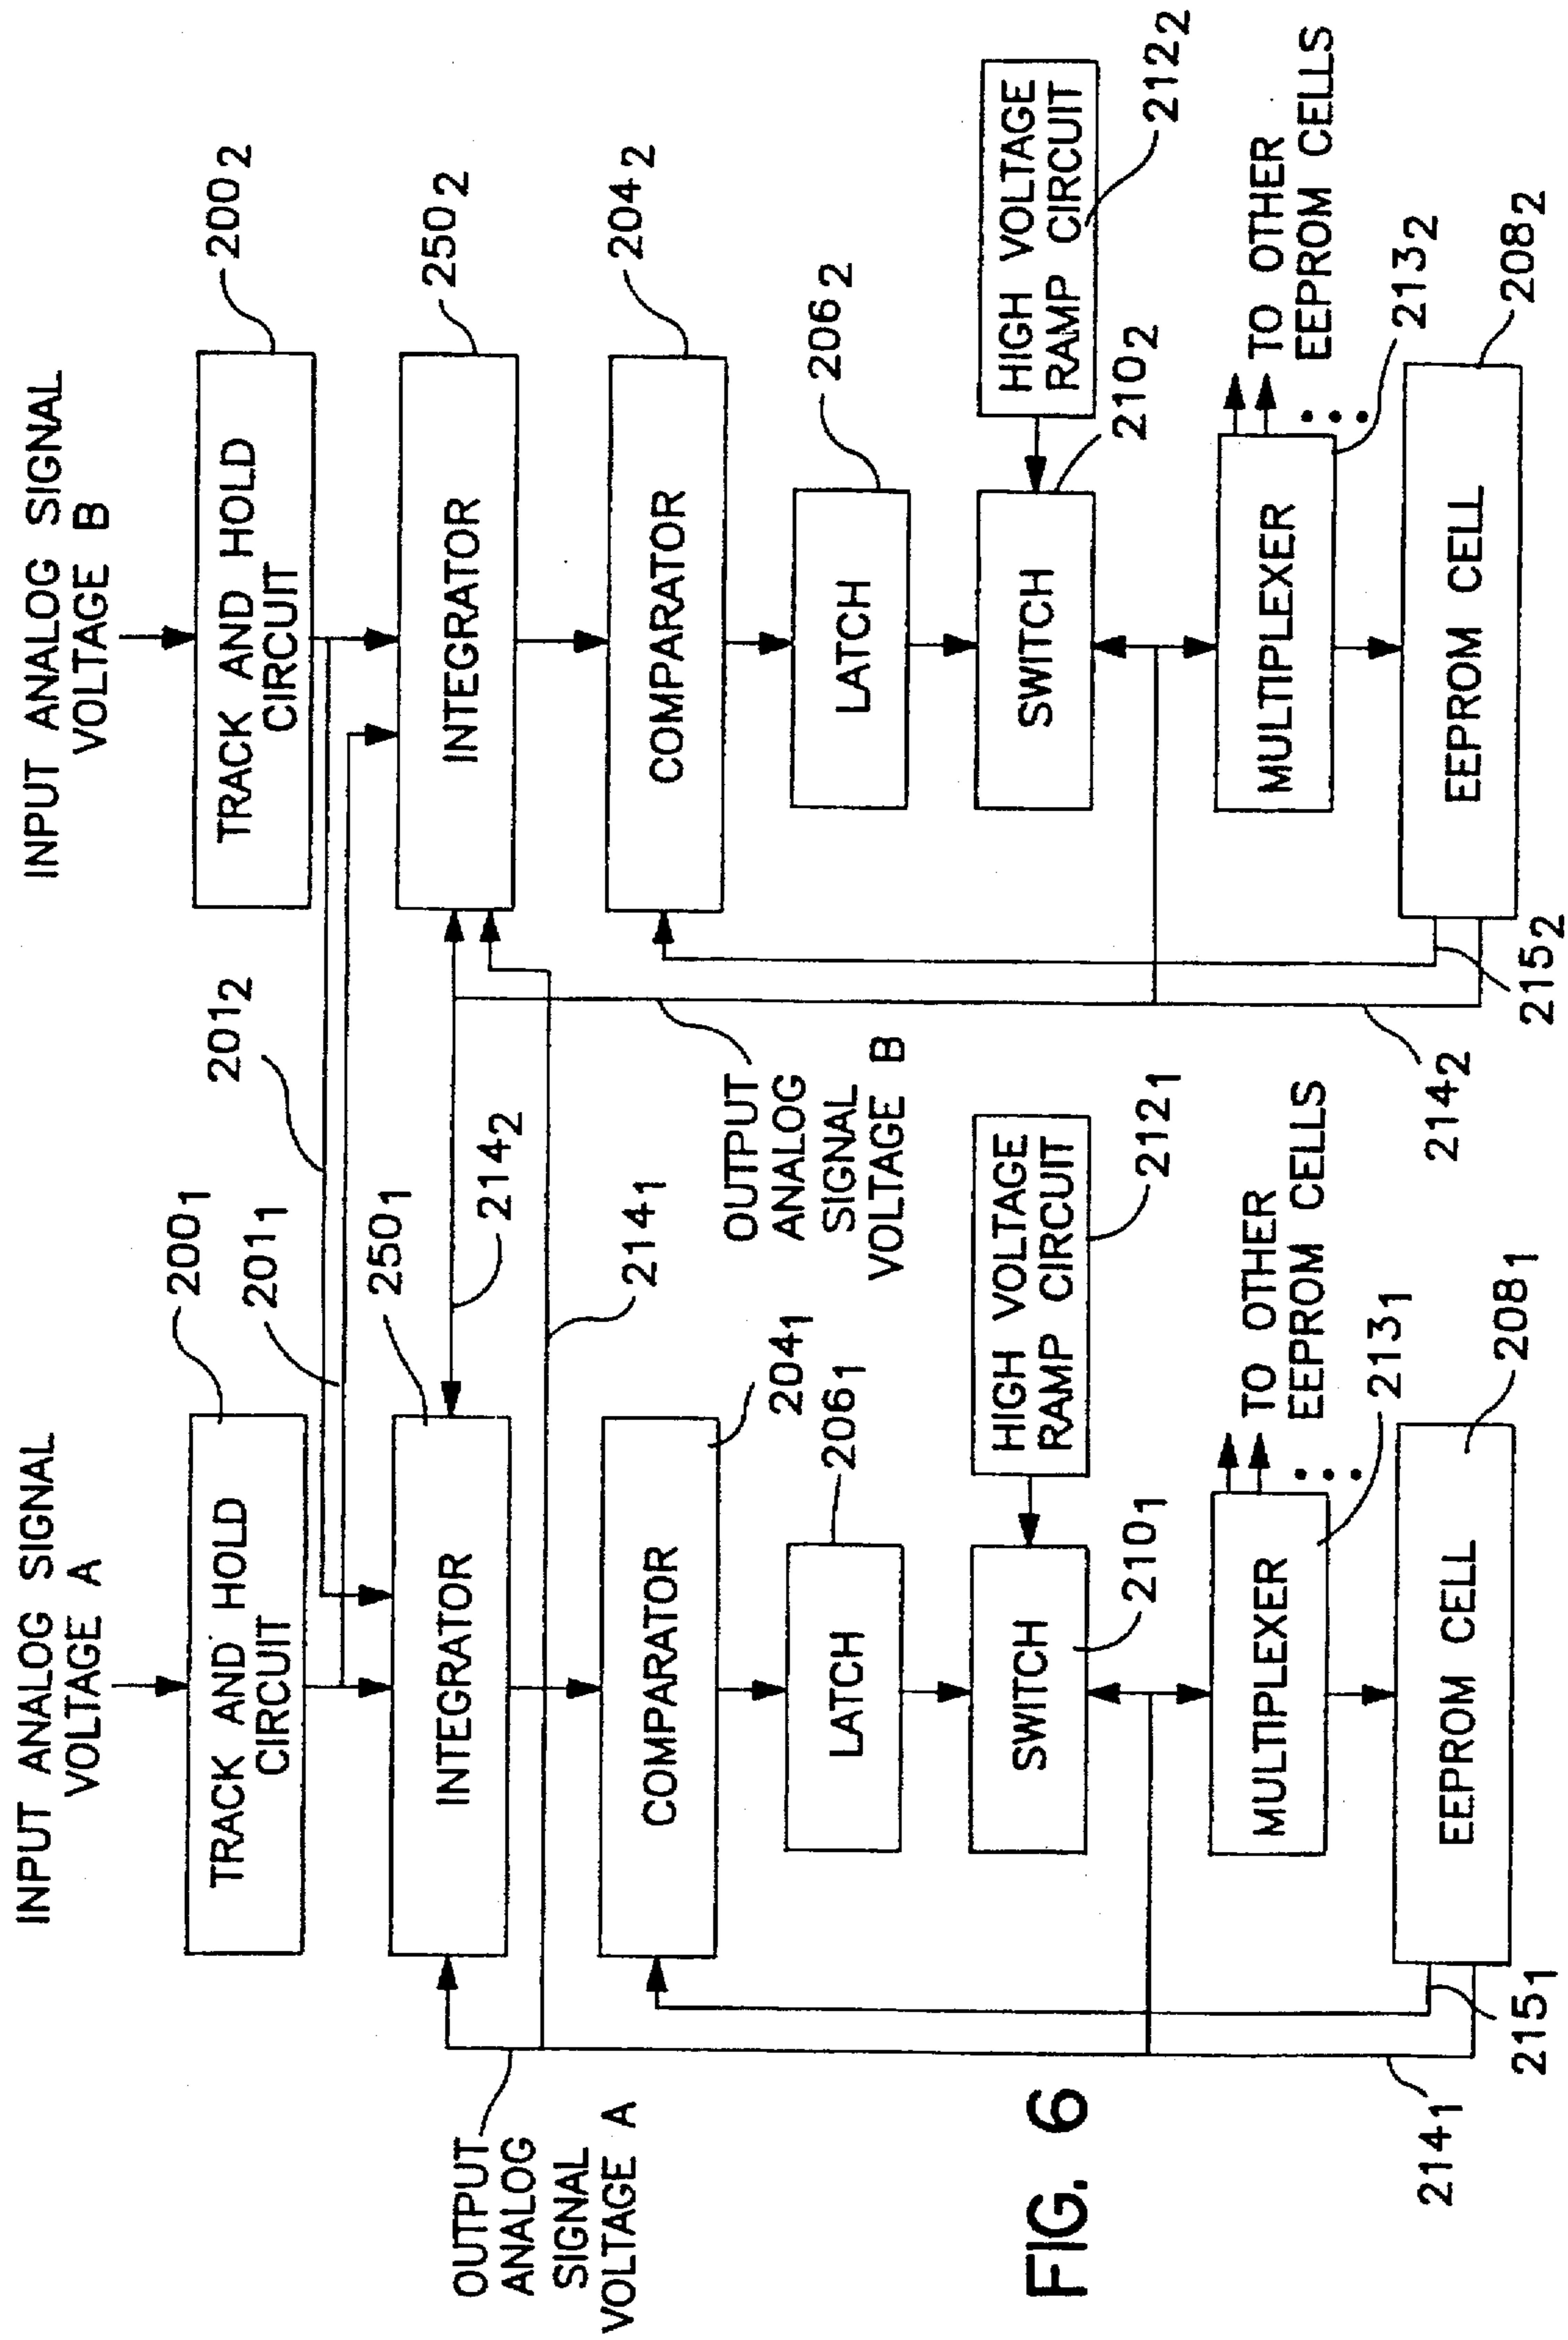 INPUT ANALOG SIGNAL
VOLTAGE A
TRACK AND HOLD
CIRCUIT
200₁
201₁
201₂
INTEGRATOR
250₁
214₂
214₁
OUTPUT
ANALOG
SIGNAL
VOLTAGE A
COMPARATOR
204₁
LATCH
206₁
SWITCH
210₁
HIGH VOLTAGE
RAMP CIRCUIT
212₁
MULTIPLEXER
213₁
TO OTHER
EEPROM CELLS
EEPROM CELL
208₁
215₁
214₁
INPUT ANALOG SIGNAL
VOLTAGE B
TRACK AND HOLD
CIRCUIT
200₂
INTEGRATOR
250₂
COMPARATOR
204₂
OUTPUT
ANALOG
SIGNAL
VOLTAGE B
LATCH
206₂
SWITCH
210₂
HIGH VOLTAGE
RAMP CIRCUIT
212₂
MULTIPLEXER
213₂
TO OTHER
EEPROM CELLS
EEPROM CELL
208₂
215₂
214₂
FIG. 6